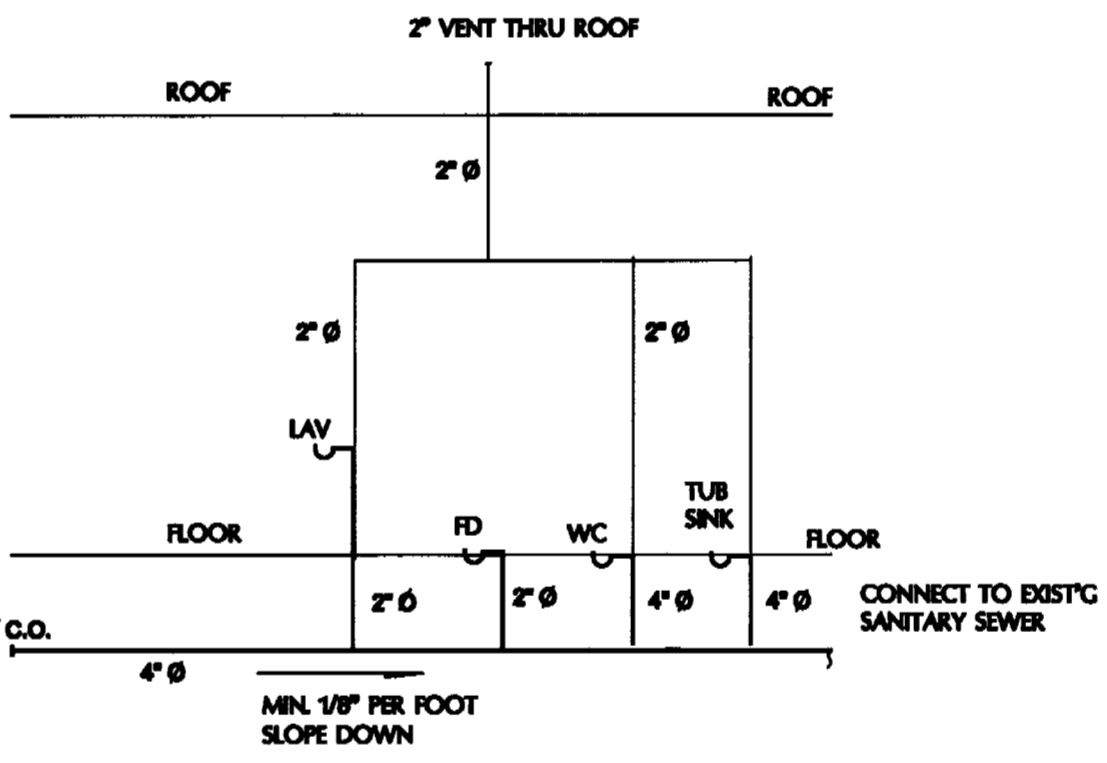 2" VENT THRU ROOF
ROOF
ROOF
2" Ø
2" Ø
2" Ø
LAV
TUB
SINK
FLOOR
FD
WC
FLOOR
2" Ø
2" Ø
4" Ø
4" Ø
CONNECT TO EXIST'G
SANITARY SEWER
C.O.
4" Ø
MIN. 1/8" PER FOOT
SLOPE DOWN